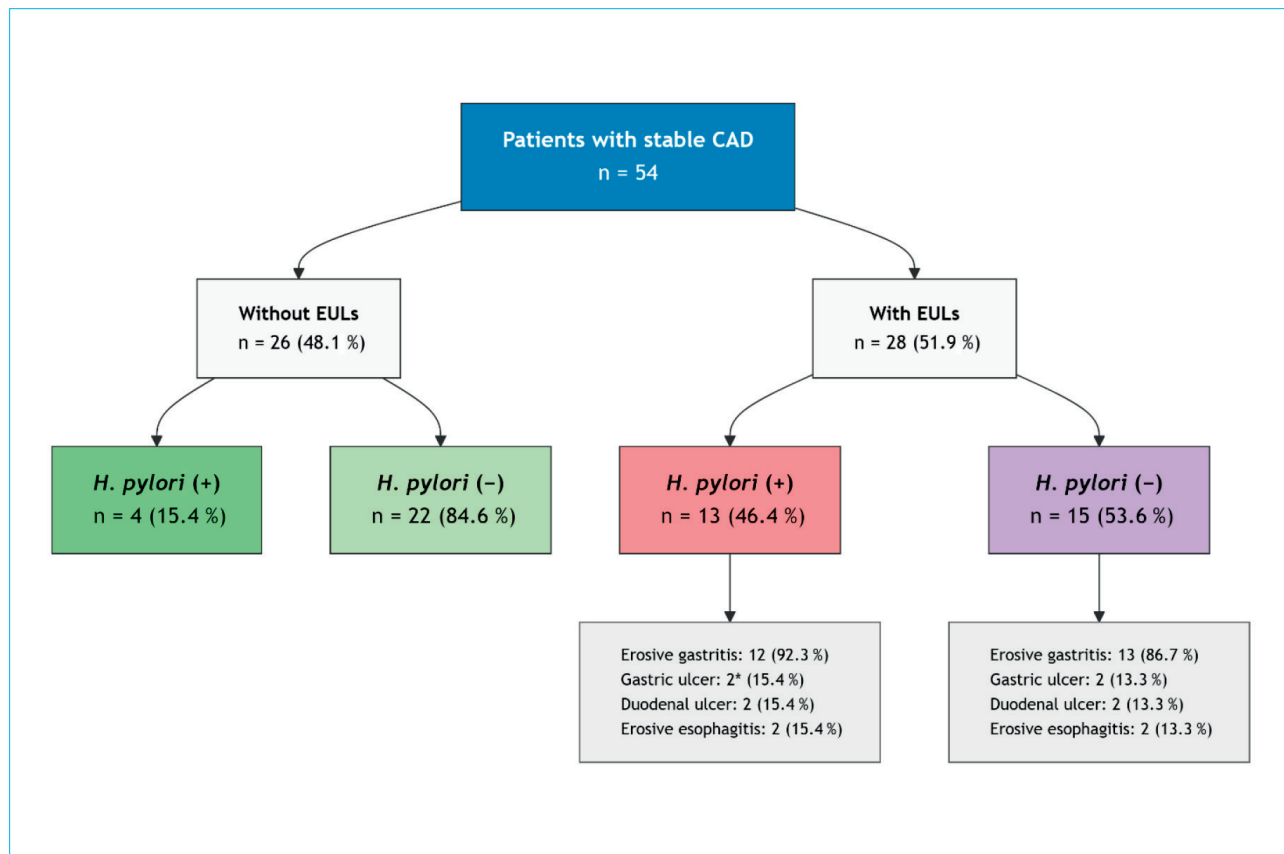 Patients with stable CAD
n = 54
Without EULs
n = 26 (48.1 %)
With EULs
n = 28 (51.9 %)
H. pylori (+)
n = 4 (15.4 %)
H. pylori (−)
n = 22 (84.6 %)
H. pylori (+)
n = 13 (46.4 %)
H. pylori (−)
n = 15 (53.6 %)
Erosive gastritis: 12 (92.3 %)
Gastric ulcer: 2* (15.4 %)
Duodenal ulcer: 2 (15.4 %)
Erosive esophagitis: 2 (15.4 %)
Erosive gastritis: 13 (86.7 %)
Gastric ulcer: 2 (13.3 %)
Duodenal ulcer: 2 (13.3 %)
Erosive esophagitis: 2 (13.3 %)